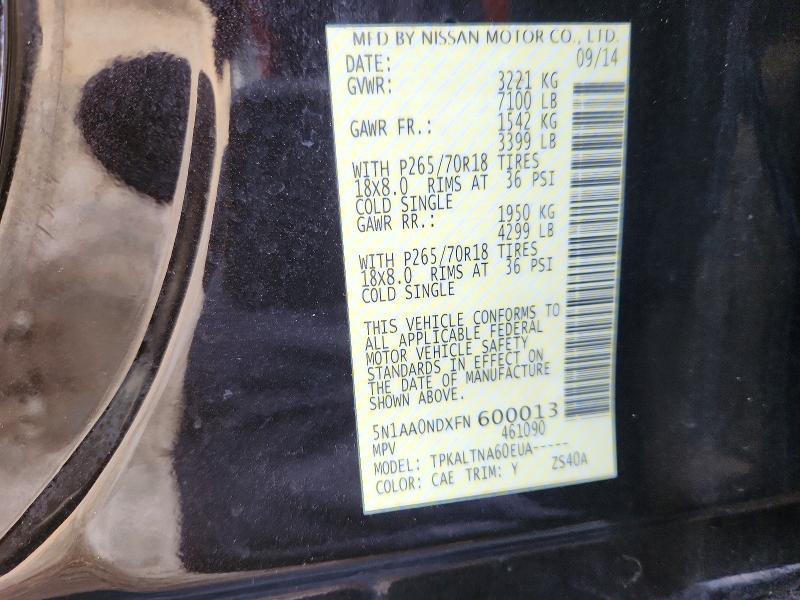 MFD BY NISSAN MOTOR CO., LTD.
DATE: 09/14
GVWR: 3221 KG
7100 LB
GAWR FR.: 1542 KG
3399 LB
WITH P265/70R18 TIRES
18X8.0 RIMS AT 36 PSI
COLD SINGLE
GAWR RR.: 1950 KG
4299 LB
WITH P265/70R18 TIRES
18X8.0 RIMS AT 36 PSI
COLD SINGLE
THIS VEHICLE CONFORMS TO
ALL APPLICABLE FEDERAL
MOTOR VEHICLE SAFETY
STANDARDS IN EFFECT ON
THE DATE OF MANUFACTURE
SHOWN ABOVE.
5N1AA0NDXFN 600013
MPV 461090
MODEL: TPKALTNA60EUA-----
COLOR: CAE TRIM: Y ZS40A